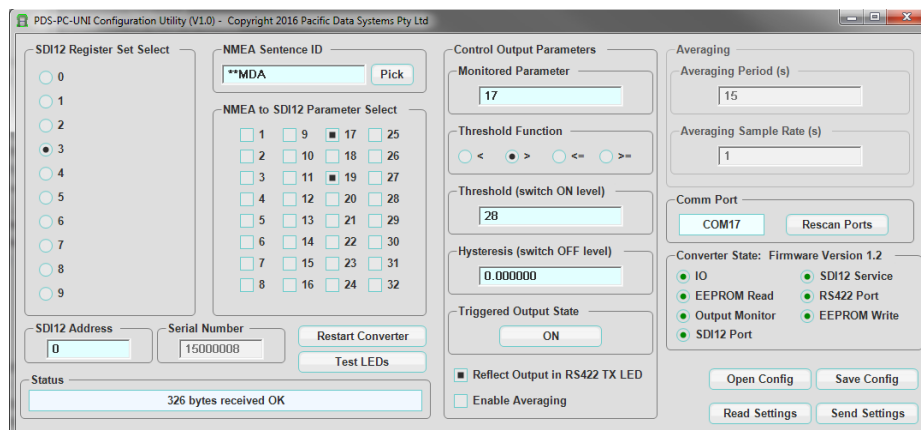 PDS-PC-UNI Configuration Utility (V1.0) - Copyright 2016 Pacific Data Systems Pty Ltd
SDI12 Register Set Select
0
1
2
3
4
5
6
7
8
9
NMEA Sentence ID
**MDA
Pick
NMEA to SDI12 Parameter Select
1 9 17 25
2 10 18 26
3 11 19 27
4 12 20 28
5 13 21 29
6 14 22 30
7 15 23 31
8 16 24 32
SDI12 Address
0
Serial Number
15000008
Restart Converter
Test LEDs
Status
326 bytes received OK
Control Output Parameters
Monitored Parameter
17
Threshold Function
< > <= >=
Threshold (switch ON level)
28
Hysteresis (switch OFF level)
0.000000
Triggered Output State
ON
Reflect Output in RS422 TX LED
Enable Averaging
Averaging
Averaging Period (s)
15
Averaging Sample Rate (s)
1
Comm Port
COM17
Rescan Ports
Converter State: Firmware Version 1.2
IO SDI12 Service
EEPROM Read RS422 Port
Output Monitor EEPROM Write
SDI12 Port
Open Config Save Config
Read Settings Send Settings